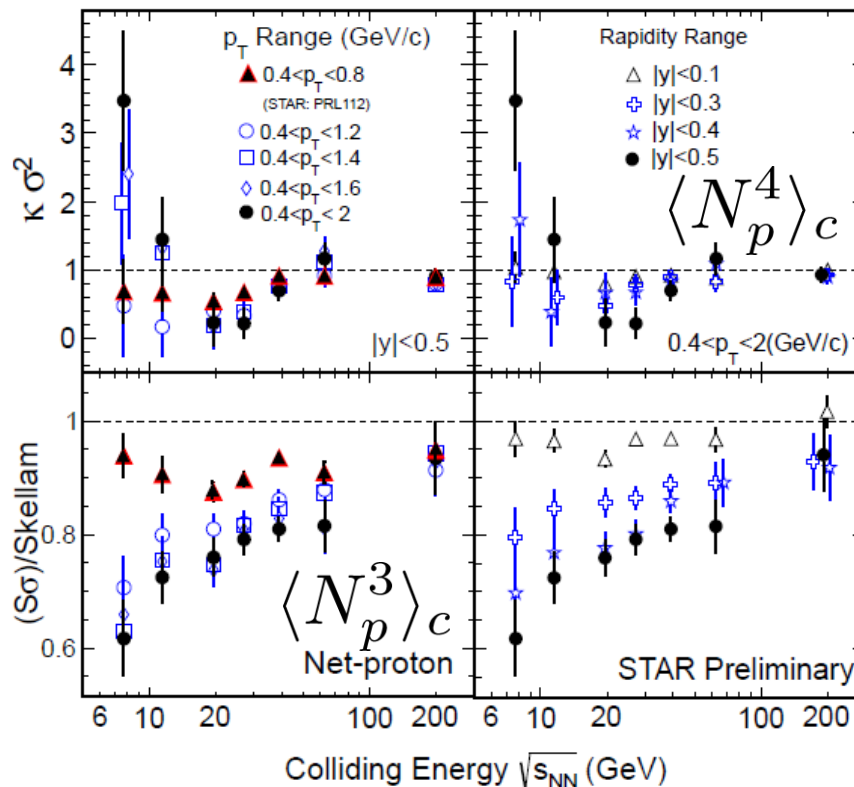 p_T Range (GeV/c)
0.4<p_T<0.8
(STAR: PRL112)
0.4<p_T<1.2
0.4<p_T<1.4
0.4<p_T<1.6
0.4<p_T<2
|y|<0.5
κ σ²
4
3
2
1
0
Rapidity Range
|y|<0.1
|y|<0.3
|y|<0.4
|y|<0.5
⟨N_p^4⟩_c
0.4<p_T<2(GeV/c)
(Sσ)/Skellam
1
0.8
0.6
⟨N_p^3⟩_c
Net-proton
STAR Preliminary
6 10 20 100 200 6 10 20 100 200
Colliding Energy √s_NN (GeV)